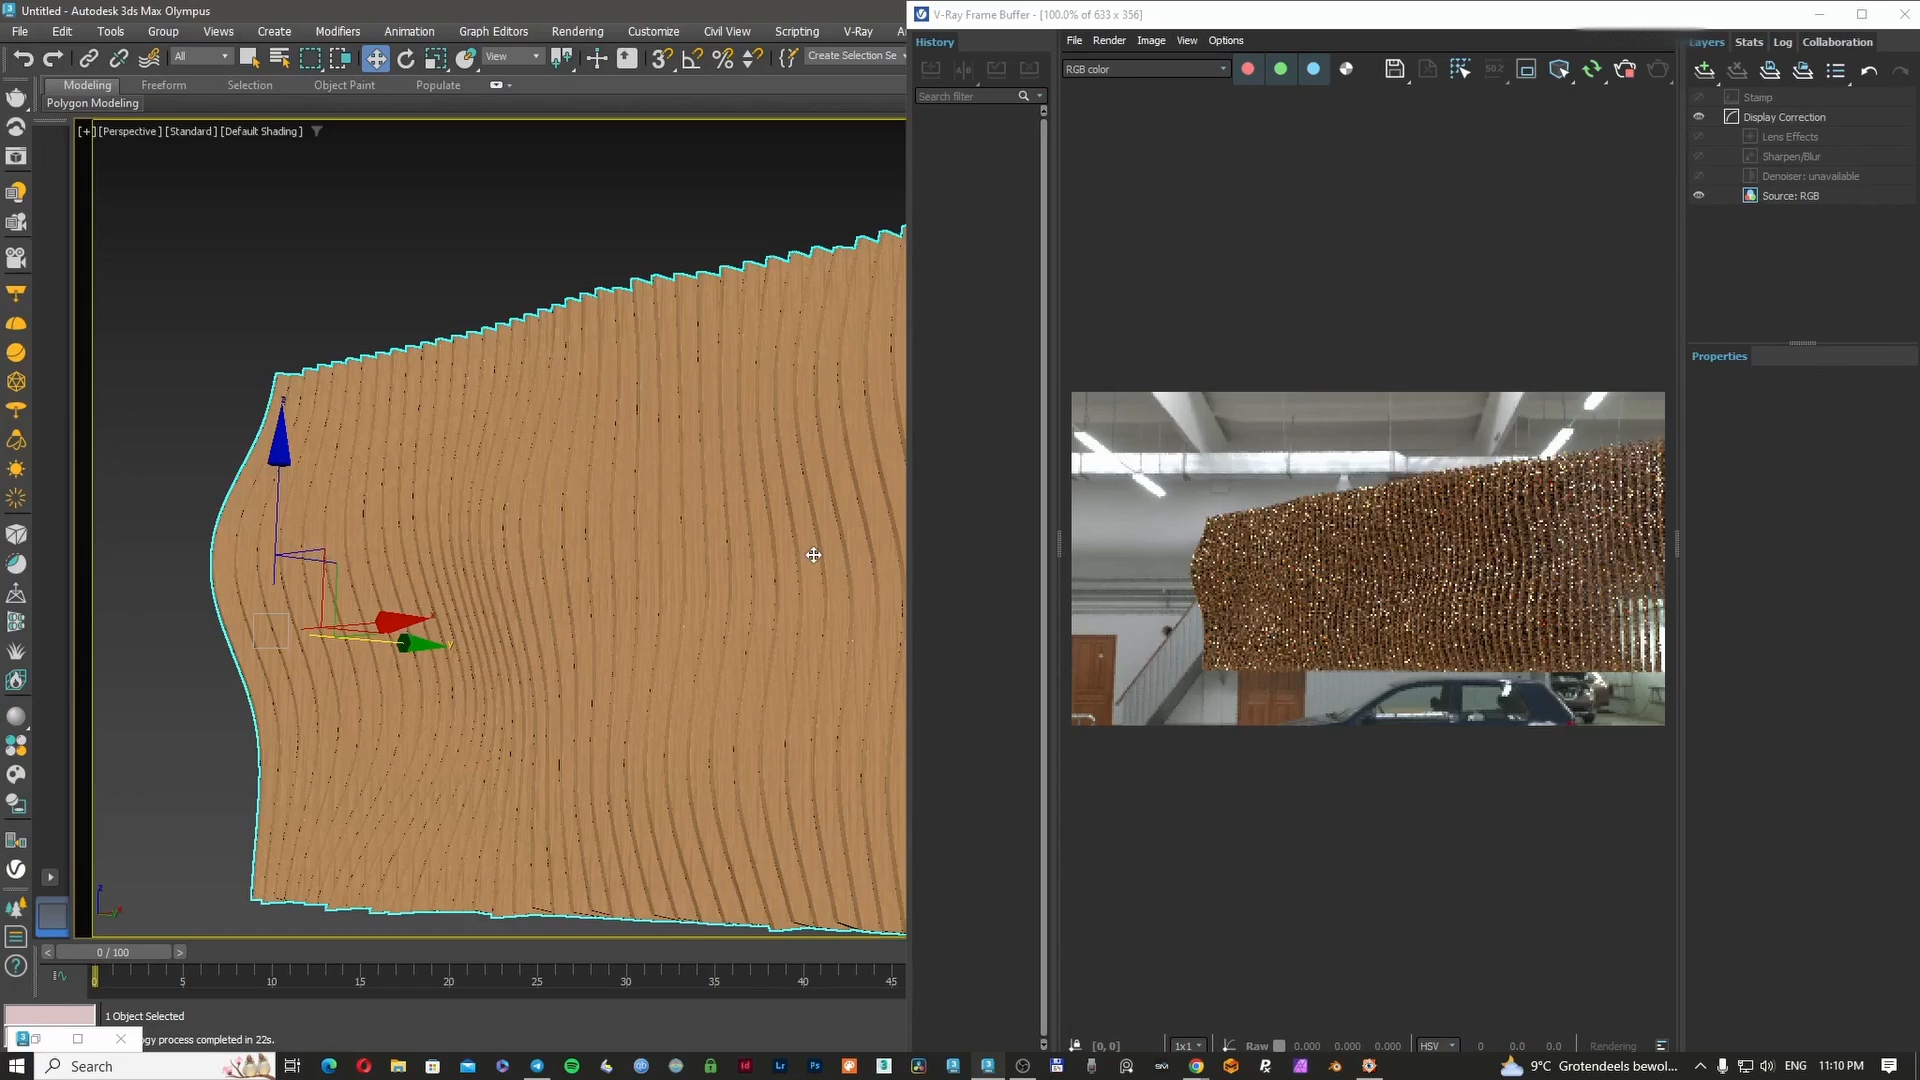 Untitled - Autodesk 3ds Max Olympus
V-Ray Frame Buffer - [100.0% of 633 x 356]
File Edit Tools Group Views Create Modifiers Animation Graph Editors Rendering Customize Civil View Scripting V-Ray A
History
File Render Image View Options
Layers Stats Log Collaboration
All
View
Create Selection Se
RGB color
50%
Modeling Freeform Selection Object Paint Populate
Search filter
Stamp
Polygon Modeling
Display Correction
[+] [Perspective ] [Standard ] [Default Shading ]
Lens Effects
Sharpen/Blur
Denoiser: unavailable
Source: RGB
Properties
z
x
y
z
x
0 / 100
0 5 10 15 20 25 30 35 40 45
1 Object Selected
ogy process completed in 22s.
[0, 0]
1x1
Raw
0.000 0.000 0.000
HSV
0 0.0 0.0
Rendering
Search
9°C Grotendeels bewol...
ENG 11:10 PM